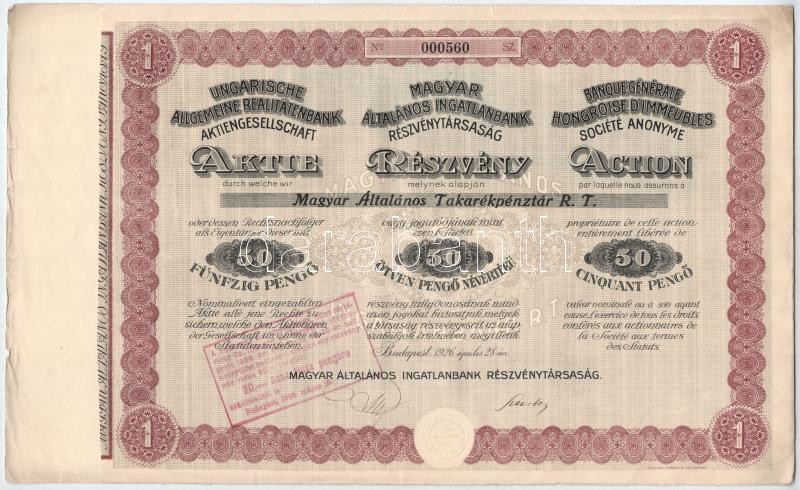 1
Nº 000560 SZ.
1
UNGARISCHE
ALLGEMEINE REALITÄTENBANK
AKTIENGESELLSCHAFT
AKTIE
durch welche wir
MAGYAR
ÁLTALÁNOS INGATLANBANK
RÉSZVÉNYTÁRSASÁG
RÉSZVÉNY
melynek alapján
BANQUE GÉNÉRALE
HONGROISE D'IMMEUBLES
SOCIÉTÉ ANONYME
ACTION
par laquelle nous assurons à
Magyar Általános Takarékpénztár R. T.
oder dessen Rechtsnachfolger
als Eigentümer dieser mit
50
FÜNFZIG PENGŐ
Nominalwert eingezahlten
Aktie alle jene Rechte zu-
sichern, welche den Aktionären
der Gesellschaft im Sinne der
Statuten zustehen.
vagy jogutódjának mint
ezen befizetett
50
ÖTVEN PENGŐ NÉVÉRTÉKŰ
részvény tulajdonosának mind-
azon jogokat biztosítjuk, melyek
a társaság részvényeseit az alap-
szabályok értelmében megilletik.
propriétaire de cette action
entièrement libérée de
50
CINQUANT PENGŐ
valeur nominale ou à son ayant
cause, l'exercice de tous les droits
conférés aux actionnaires de
la Société aux termes
des Statuts.
Budapest, 1926 április 28-án.
MAGYAR ÁLTALÁNOS INGATLANBANK RÉSZVÉNYTÁRSASÁG.
20.—
pengőre
Budapest,
1
1
darabanth